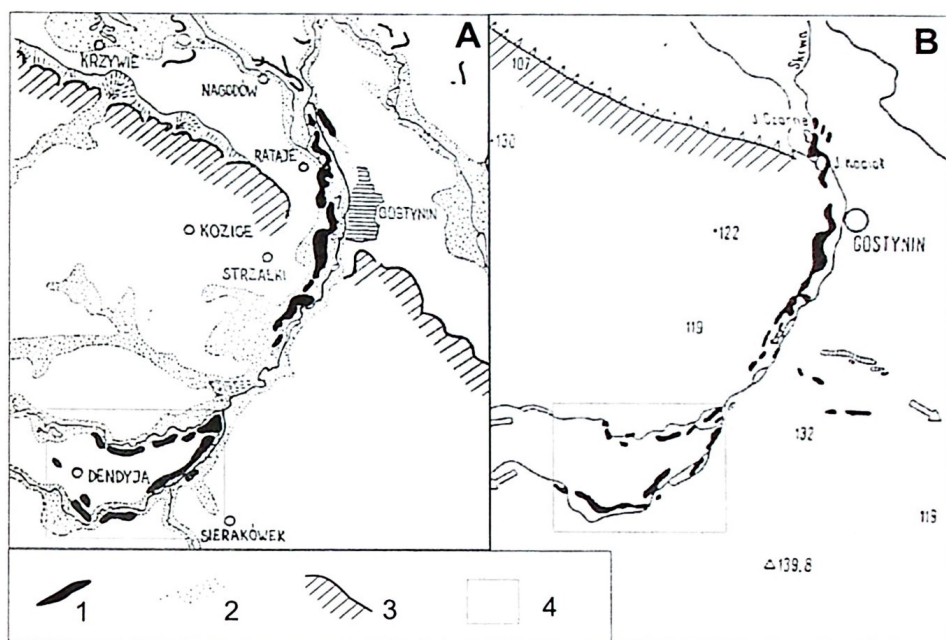 A
KRZYWIE
NAGODÓW
RATAJE
GOSTYNIN
KOZICE
STRZAŁKI
DENDYJA
SIERAKÓWEK
B
107
Skrwa
J. Czarne
130
J. Kocioł
GOSTYNIN
122
119
132
119
139,8
1 2 3 4